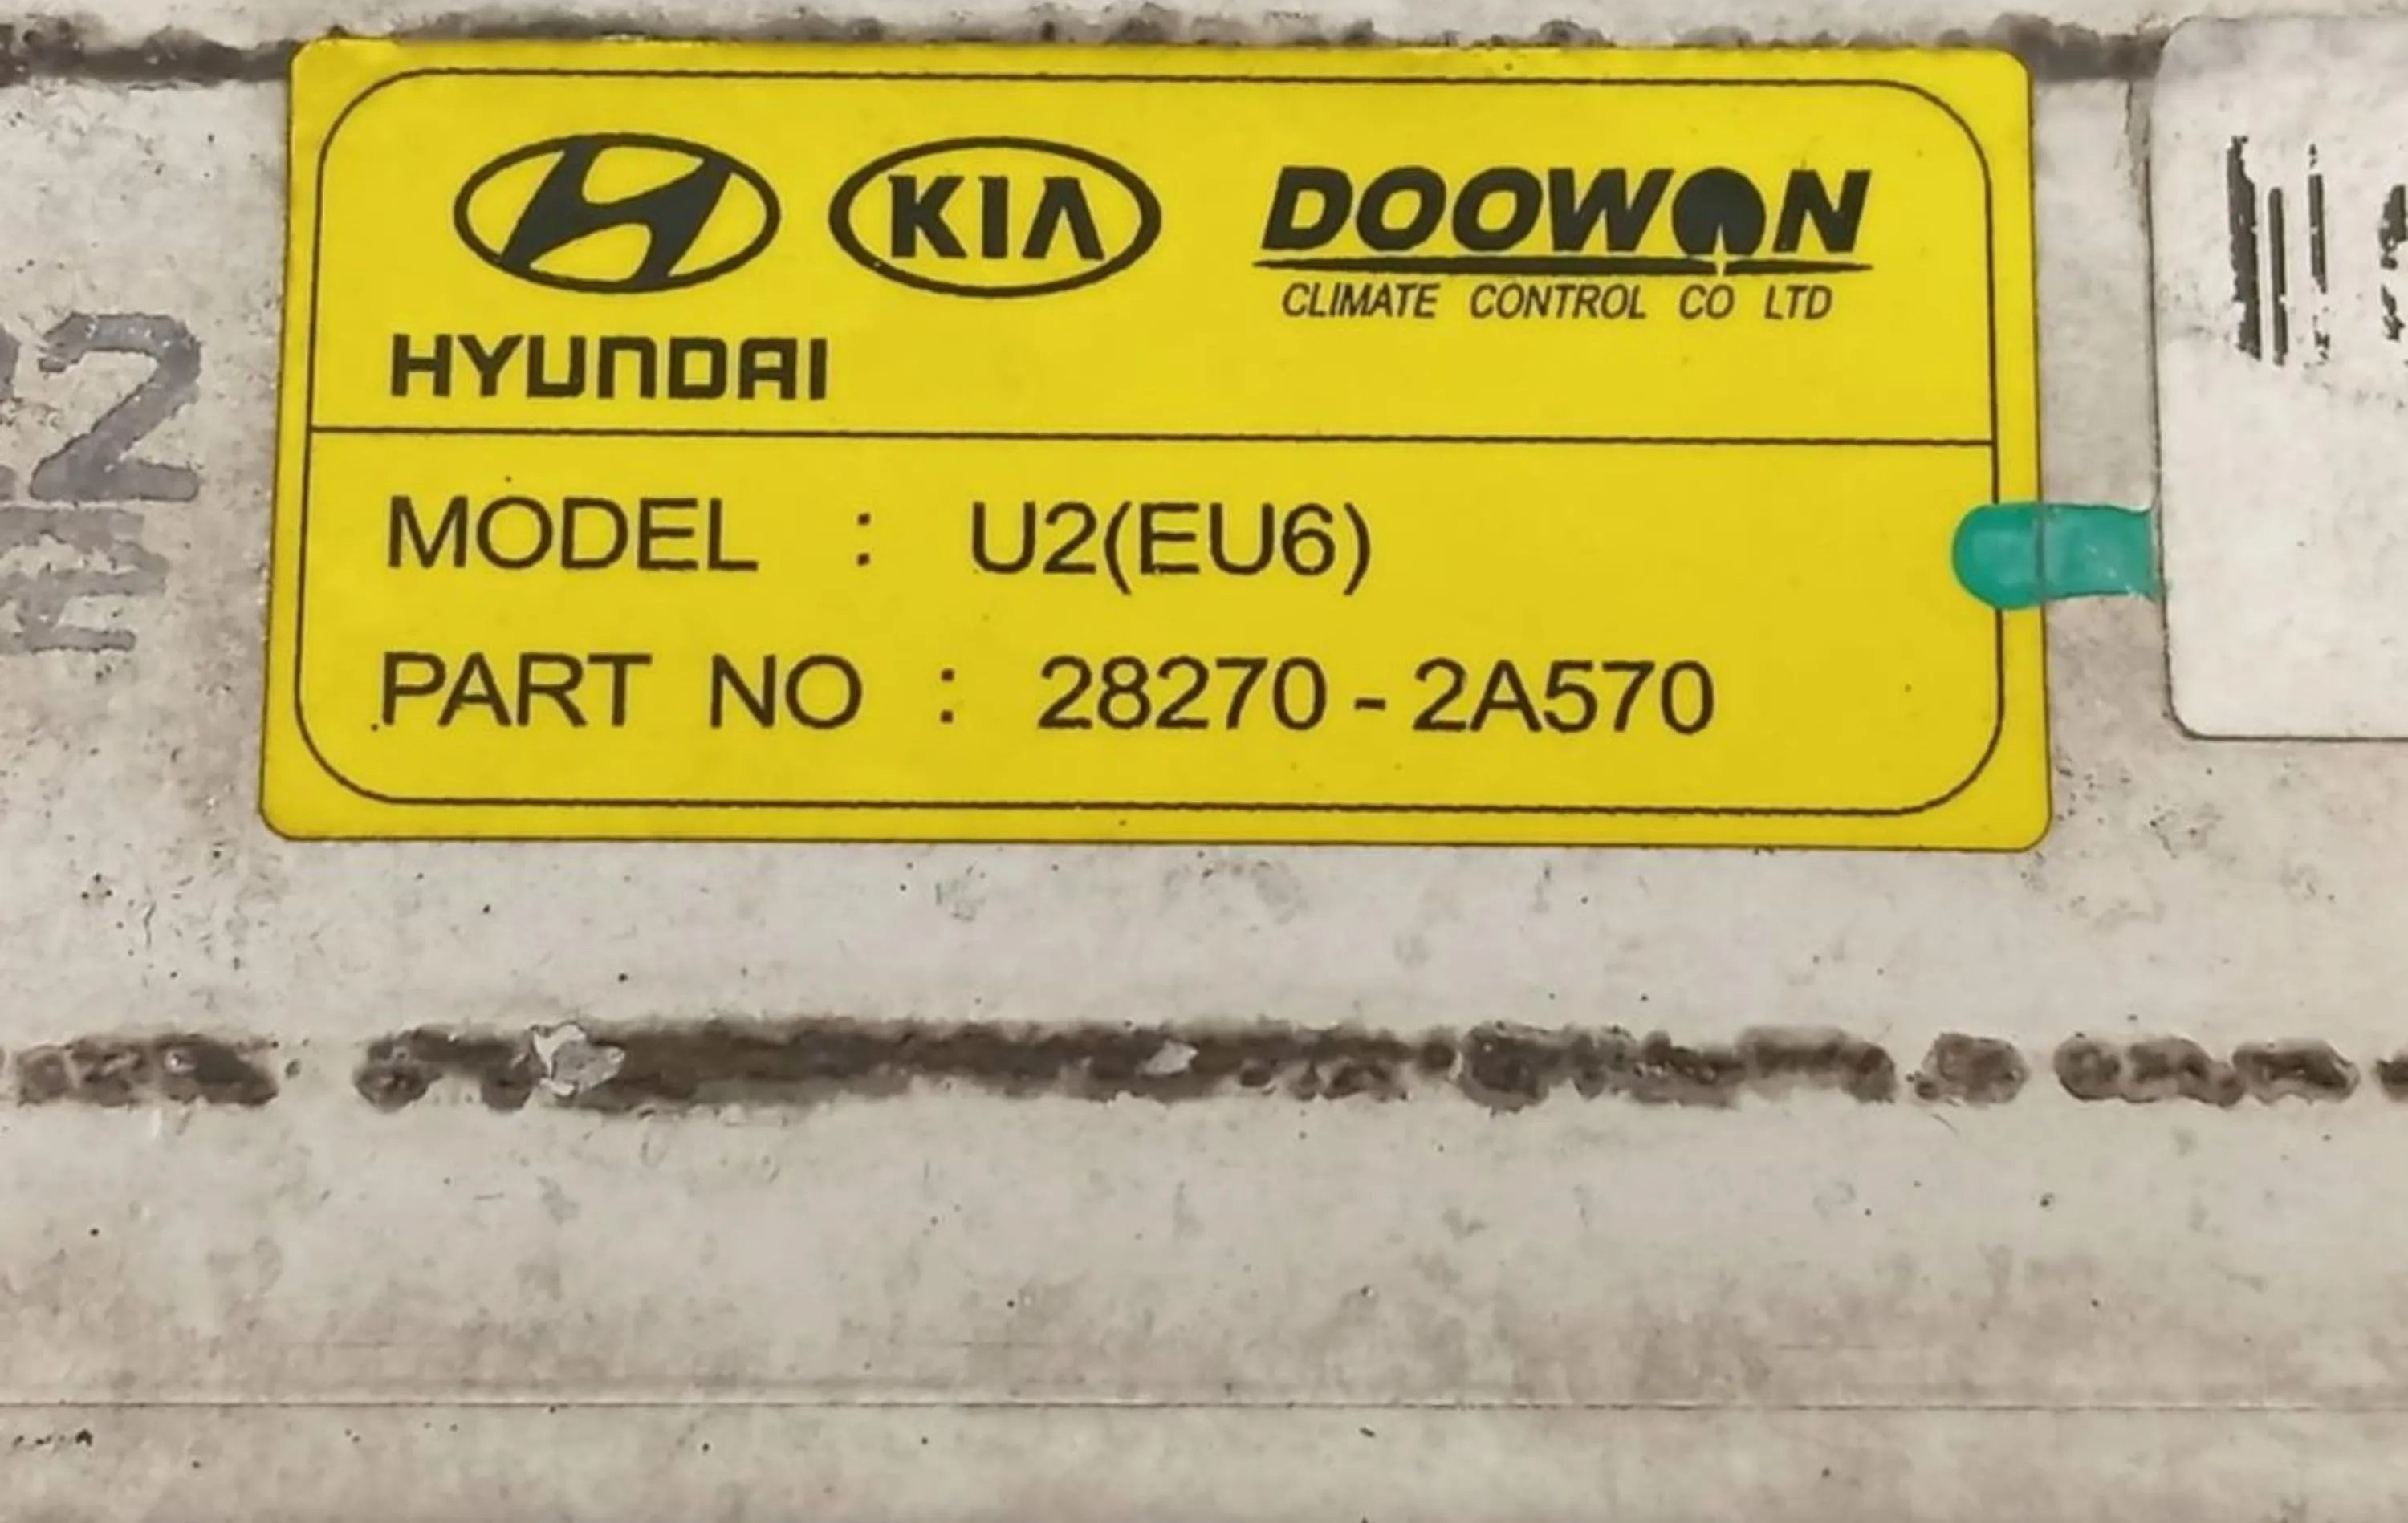 KIA
DOOWON
CLIMATE CONTROL CO LTD
HYUNDAI
MODEL : U2(EU6)
PART NO : 28270 - 2A570